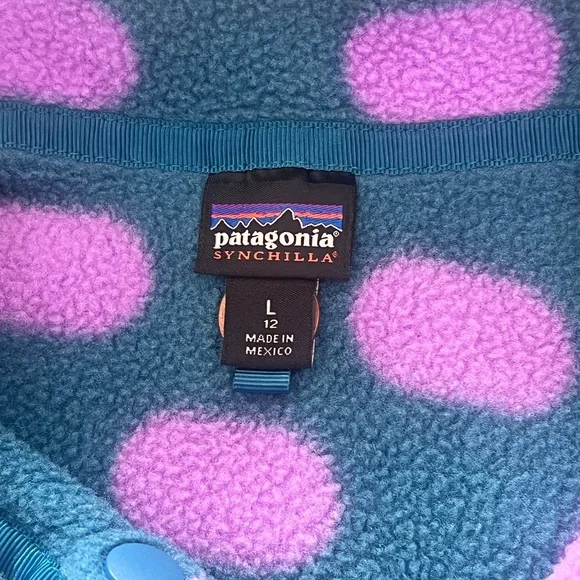 patagonia®
SYNCHILLA®
L
12
MADE IN
MEXICO